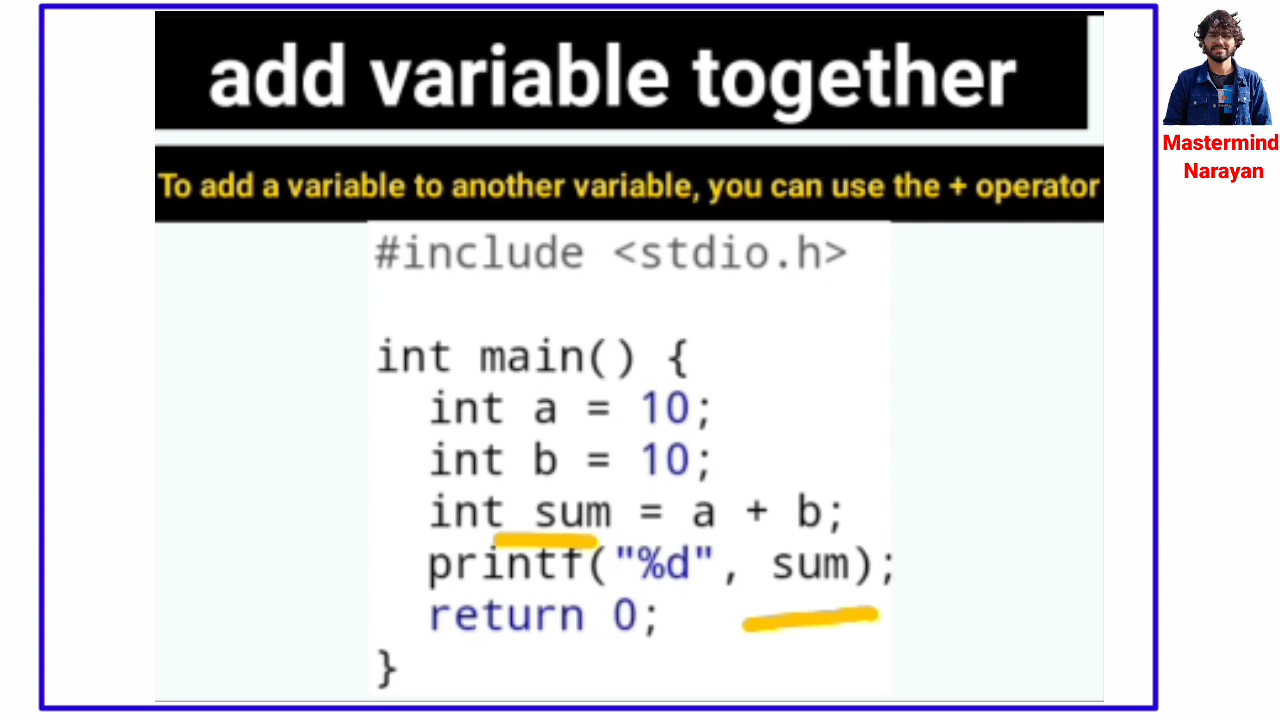 add variable together
To add a variable to another variable, you can use the + operator
#include <stdio.h>
int main() {
int a = 10;
int b = 10;
int sum = a + b;
printf("%d", sum);
return 0;
}
Mastermind
Narayan